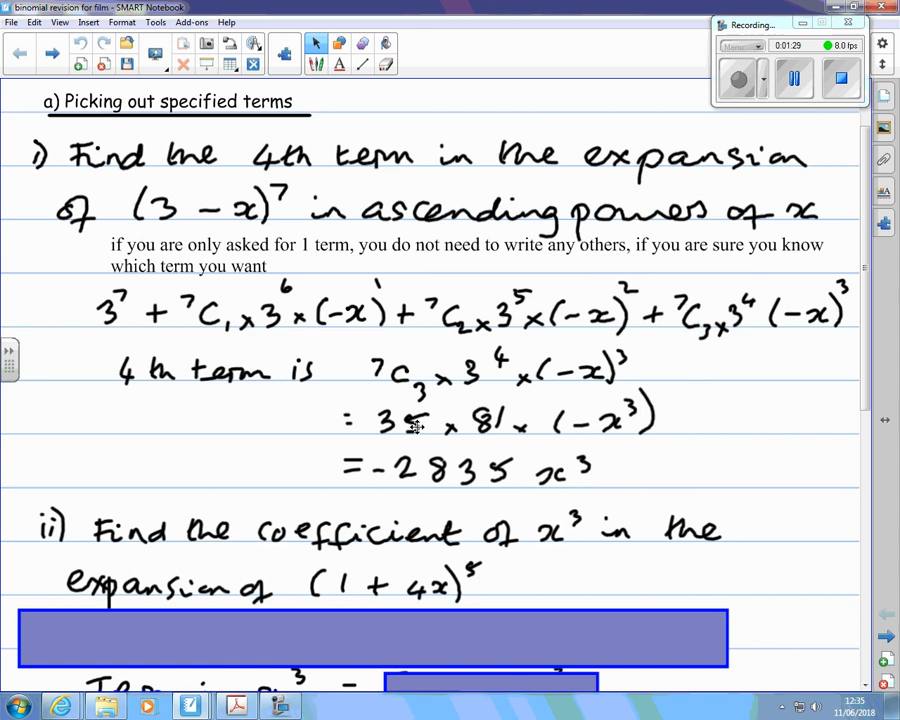 binomial revision for film - SMART Notebook
File Edit View Insert Format Tools Add-ons Help
Recording...
Menu 0:01:29 8.0 fps
a) Picking out specified terms
i) Find the 4th term in the expansion
of (3 - x)⁷ in ascending powers of x
if you are only asked for 1 term, you do not need to write any others, if you are sure you know
which term you want
3⁷ + ⁷C₁ × 3⁶ × (-x)¹ + ⁷C₂ × 3⁵ × (-x)² + ⁷C₃ × 3⁴ (-x)³
4th term is ⁷C₃ × 3⁴ × (-x)³
= 35 × 81 × (-x³)
= -2835 x³
ii) Find the coefficient of x³ in the
expansion of (1 + 4x)⁵
12:35
11/06/2018